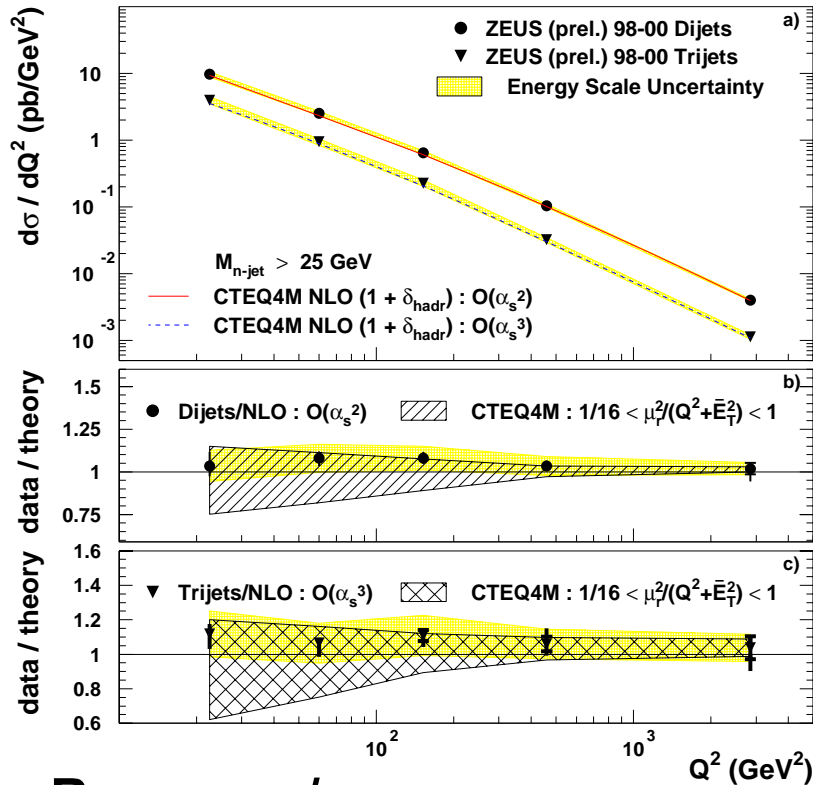 a)
ZEUS (prel.) 98-00 Dijets
ZEUS (prel.) 98-00 Trijets
Energy Scale Uncertainty
dσ / dQ² (pb/GeV²)
10
1
10⁻¹
10⁻²
10⁻³
M_n-jet > 25 GeV
CTEQ4M NLO (1 + δ_hadr) : O(α_s²)
CTEQ4M NLO (1 + δ_hadr) : O(α_s³)
b)
data / theory
1.5
1.25
1
0.75
Dijets/NLO : O(α_s²)
CTEQ4M : 1/16 < μ_r²/(Q²+Ē_T²) < 1
c)
data / theory
1.6
1.4
1.2
1
0.8
0.6
Trijets/NLO : O(α_s³)
CTEQ4M : 1/16 < μ_r²/(Q²+Ē_T²) < 1
10²
10³
Q² (GeV²)